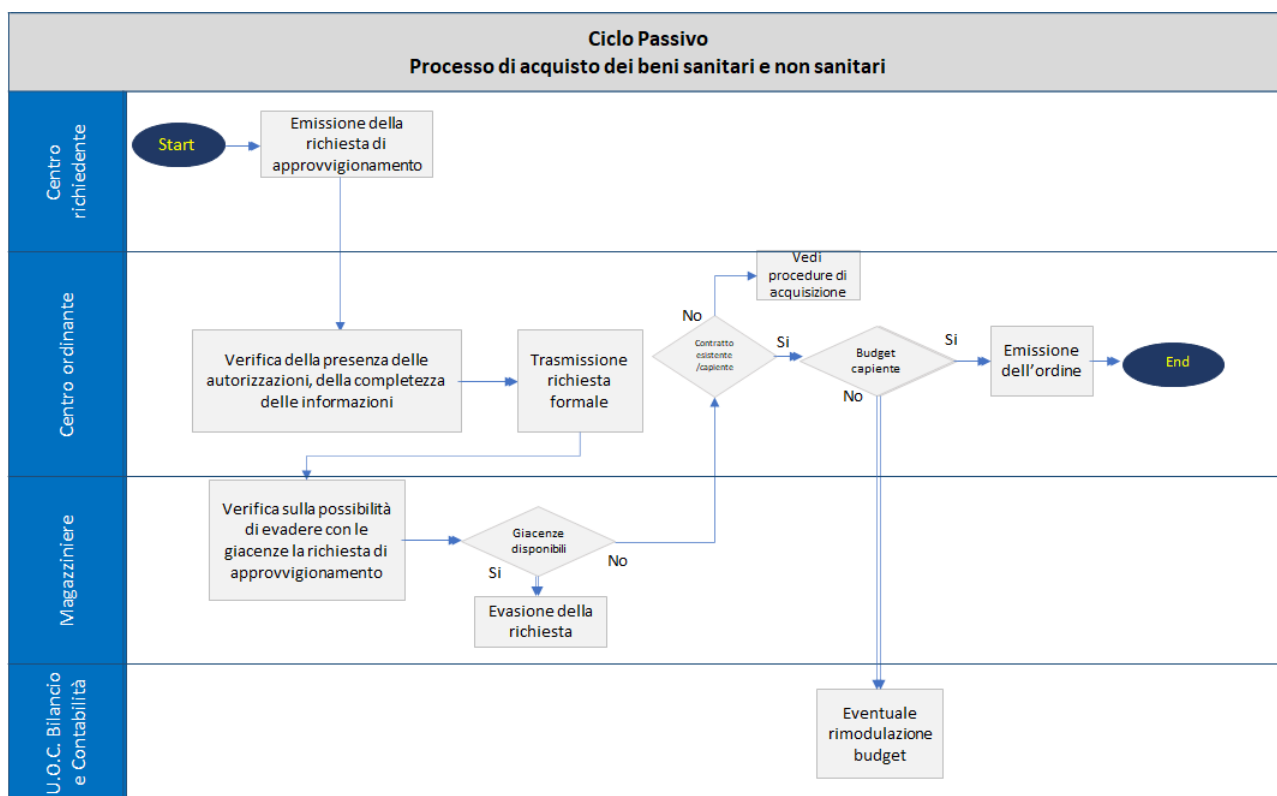 Ciclo Passivo
Processo di acquisto dei beni sanitari e non sanitari
Centro
richiedente
Start
Emissione della
richiesta di
approvvigionamento
Centro ordinante
Verifica della presenza delle
autorizzazioni, della completezza
delle informazioni
Trasmissione
richiesta
formale
Vedi
procedure di
acquisizione
No
Contratto
esistente
/capiente
Si
Budget
capiente
Si
No
Emissione
dell’ordine
End
Magazziniere
Verifica sulla possibilità
di evadere con le
giacenze la richiesta di
approvvigionamento
Giacenze
disponibili
Si
No
Evasione della
richiesta
U.O.C. Bilancio
e Contabilità
Eventuale
rimodulazione
budget